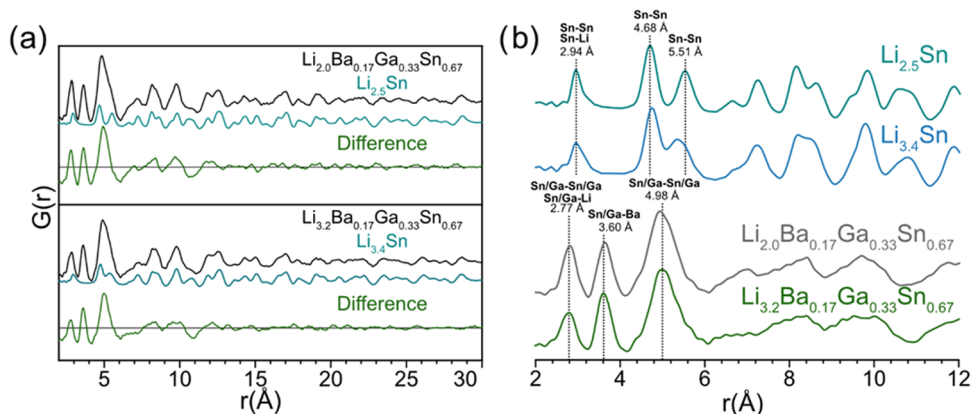 (a)
Li2.0Ba0.17Ga0.33Sn0.67
Li2.5Sn
Difference
Li3.2Ba0.17Ga0.33Sn0.67
Li3.4Sn
Difference
G(r)
5 10 15 20 25 30
r(Å)
(b)
Sn-Sn
Sn-Li
2.94 Å
Sn-Sn
4.68 Å
Sn-Sn
5.51 Å
Li2.5Sn
Li3.4Sn
Sn/Ga-Sn/Ga
Sn/Ga-Li
2.77 Å
Sn/Ga-Ba
3.60 Å
Sn/Ga-Sn/Ga
4.98 Å
Li2.0Ba0.17Ga0.33Sn0.67
Li3.2Ba0.17Ga0.33Sn0.67
2 4 6 8 10 12
r(Å)